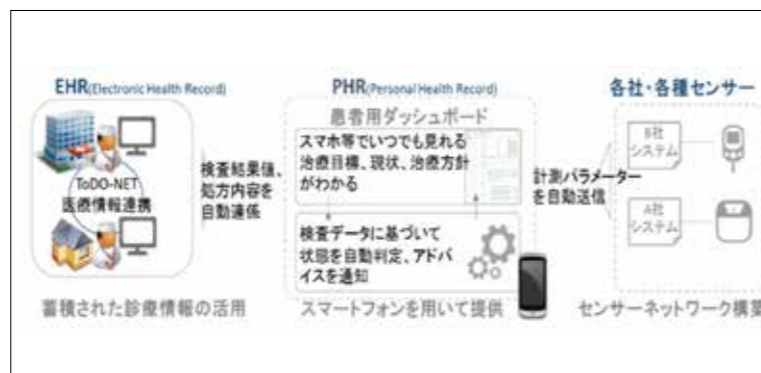 EHR(Electronic Health Record)
ToDO-NET
医療情報連携
蓄積された診療情報の活用
検査結果値、
処方内容を
自動連係
PHR(Personal Health Record)
患者用ダッシュボード
スマホ等でいつでも見れる
治療目標、現状、治療方針
がわかる
検査データに基づいて
状態を自動判定、アドバ
イスを通知
スマートフォンを用いて提供
計測パラメーター
を自動送信
各社・各種センサー
B社
システム
A社
システム
センサーネットワーク構築